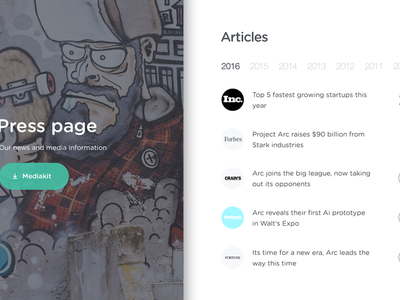 Press page
Our news and media information
Mediakit
Articles
2016 2015 2014 2013 2012 2011
Inc.
Top 5 fastest growing startups this
year
Forbes
Project Arc raises $90 billion from
Stark industries
CRAIN'S
Arc joins the big league, now taking
out its opponents
Arc reveals their first Ai prototype
in Walt's Expo
FORTUNE
Its time for a new era, Arc leads the
way this time